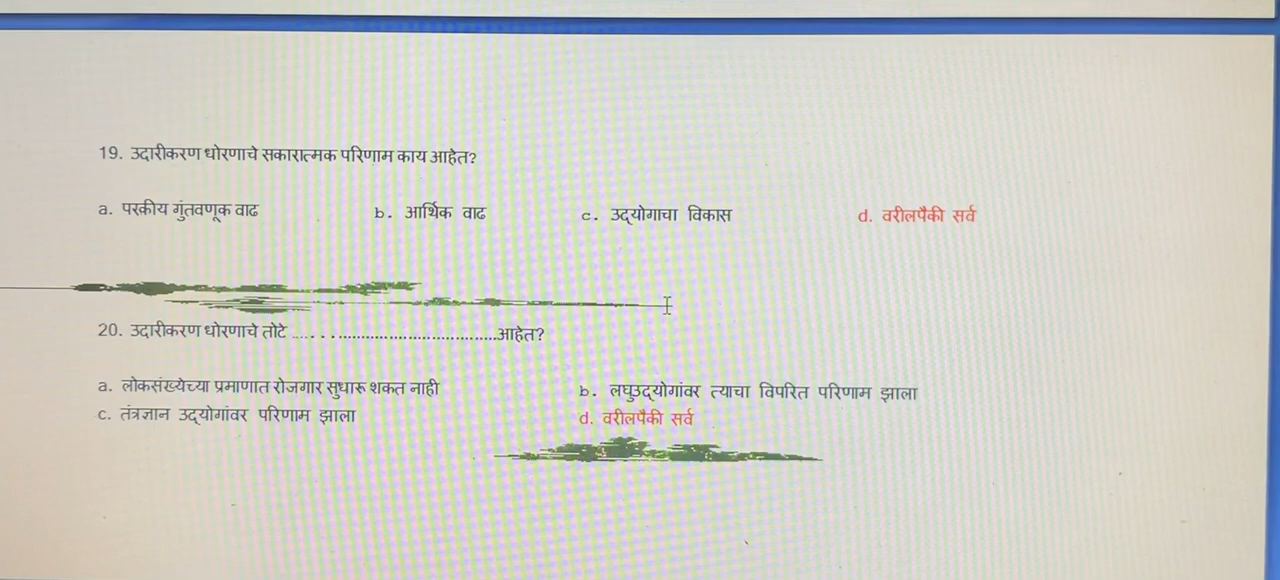 19. उदारीकरण धोरणाचे सकारात्मक परिणाम काय आहेत?
a. परकीय गुंतवणूक वाढ b. आर्थिक वाढ c. उद्योगाचा विकास d. वरीलपैकी सर्व
20. उदारीकरण धोरणाचे तोटे ..... . . ...................................आहेत?
a. लोकसंख्येच्या प्रमाणात रोजगार सुधारू शकत नाही b. लघुउद्योगांवर त्याचा विपरित परिणाम झाला
c. तंत्रज्ञान उद्योगांवर परिणाम झाला d. वरीलपैकी सर्व